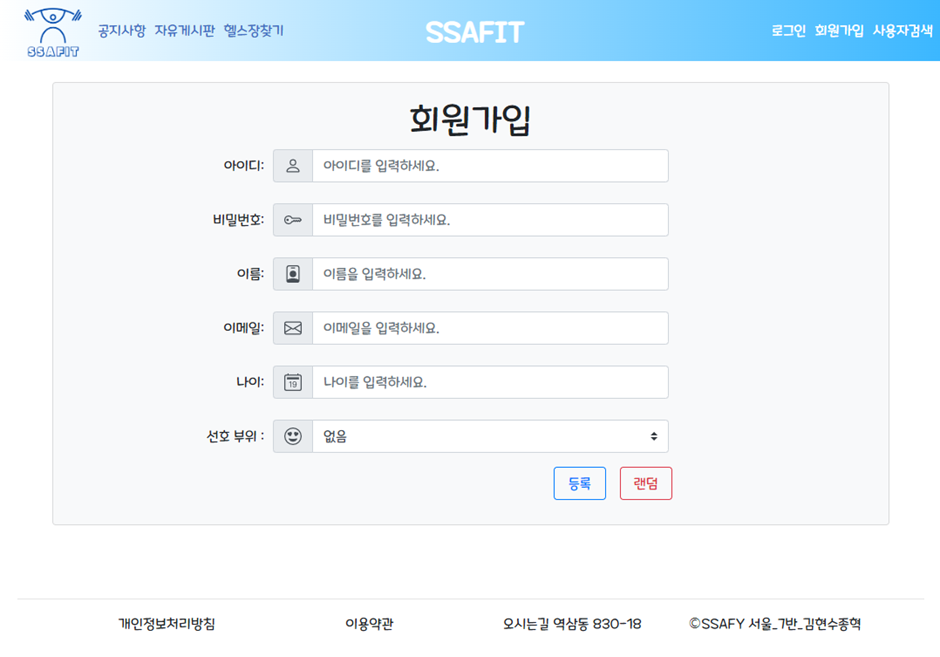 SSAFIT
공지사항 자유게시판 헬스장찾기
SSAFIT
로그인 회원가입 사용자검색
회원가입
아이디: 아이디를 입력하세요.
비밀번호: 비밀번호를 입력하세요.
이름: 이름을 입력하세요.
이메일: 이메일을 입력하세요.
나이: 19 나이를 입력하세요.
선호 부위 : 없음
등록 랜덤
개인정보처리방침 이용약관 오시는길 역삼동 830-18 ©SSAFY 서울_7반_김현수종혁